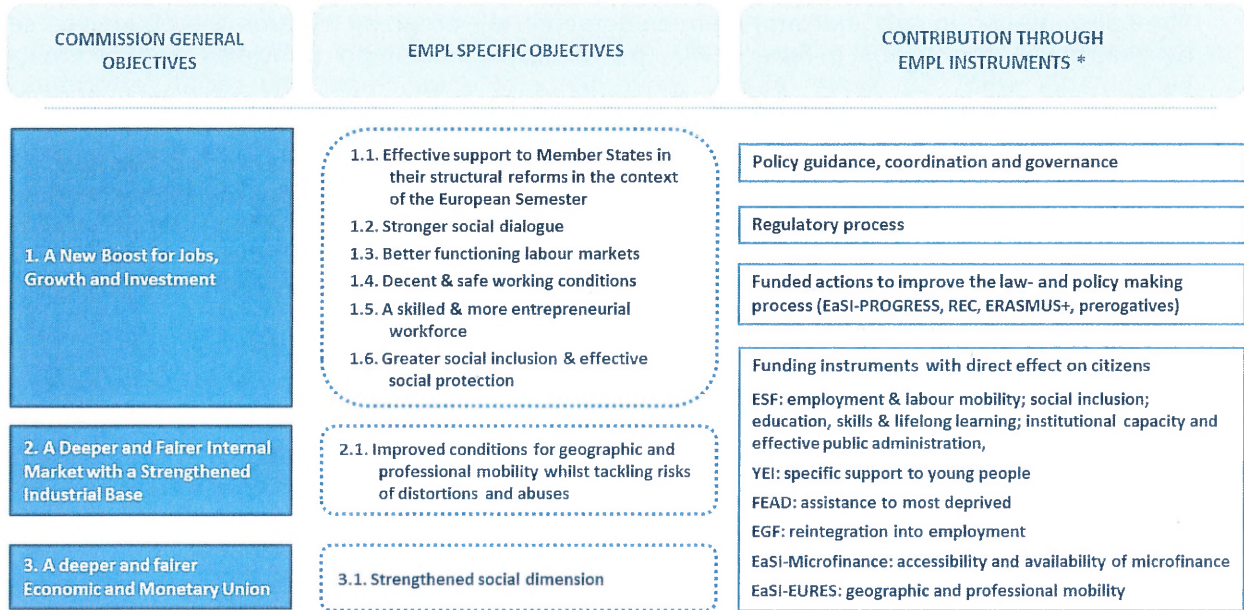 COMMISSION GENERAL
OBJECTIVES
EMPL SPECIFIC OBJECTIVES
CONTRIBUTION THROUGH
EMPL INSTRUMENTS *
1. A New Boost for Jobs,
Growth and Investment
1.1. Effective support to Member States in
their structural reforms in the context
of the European Semester
1.2. Stronger social dialogue
1.3. Better functioning labour markets
1.4. Decent & safe working conditions
1.5. A skilled & more entrepreneurial
workforce
1.6. Greater social inclusion & effective
social protection
2. A Deeper and Fairer Internal
Market with a Strengthened
Industrial Base
2.1. Improved conditions for geographic and
professional mobility whilst tackling risks
of distortions and abuses
3. A deeper and fairer
Economic and Monetary Union
3.1. Strengthened social dimension
Policy guidance, coordination and governance
Regulatory process
Funded actions to improve the law- and policy making
process (EaSI-PROGRESS, REC, ERASMUS+, prerogatives)
Funding instruments with direct effect on citizens
ESF: employment & labour mobility; social inclusion;
education, skills & lifelong learning; institutional capacity and
effective public administration,
YEI: specific support to young people
FEAD: assistance to most deprived
EGF: reintegration into employment
EaSI-Microfinance: accessibility and availability of microfinance
EaSI-EURES: geographic and professional mobility